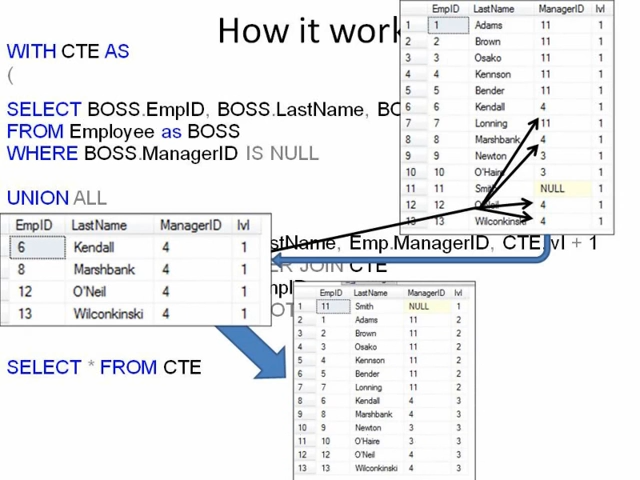 How it work
WITH CTE AS
(
SELECT BOSS.EmpID, BOSS.LastName, BO
FROM Employee as BOSS
WHERE BOSS.ManagerID IS NULL
UNION ALL
stName, Emp.ManagerID, CTE.lvl + 1
ER JOIN CTE
mpID
OT
SELECT * FROM CTE
EmpID LastName ManagerID lvl
1 1 Adams 11 1
2 2 Brown 11 1
3 3 Osako 11 1
4 4 Kennson 11 1
5 5 Bender 11 1
6 6 Kendall 4 1
7 7 Lonning 11 1
8 8 Marshbank 4 1
9 9 Newton 3 1
10 10 O'Haire 3 1
11 11 Smith NULL 1
12 12 O'Neil 4 1
13 13 Wilconkinski 4 1
EmpID LastName ManagerID lvl
6 Kendall 4 1
8 Marshbank 4 1
12 O'Neil 4 1
13 Wilconkinski 4 1
EmpID LastName ManagerID lvl
1 11 Smith NULL 1
2 1 Adams 11 2
3 2 Brown 11 2
4 3 Osako 11 2
5 4 Kennson 11 2
6 5 Bender 11 2
7 7 Lonning 11 2
8 6 Kendall 4 3
9 8 Marshbank 4 3
10 9 Newton 3 3
11 10 O'Haire 3 3
12 12 O'Neil 4 3
13 13 Wilconkinski 4 3